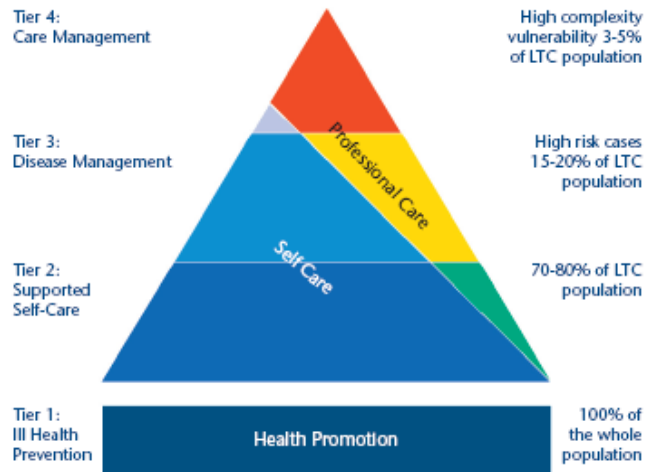 Tier 4:
Care Management
High complexity
vulnerability 3-5%
of LTC population
Tier 3:
Disease Management
Professional Care
High risk cases
15-20% of LTC
population
Self Care
Tier 2:
Supported
Self-Care
70-80% of LTC
population
Tier 1:
Ill Health
Prevention
Health Promotion
100% of
the whole
population